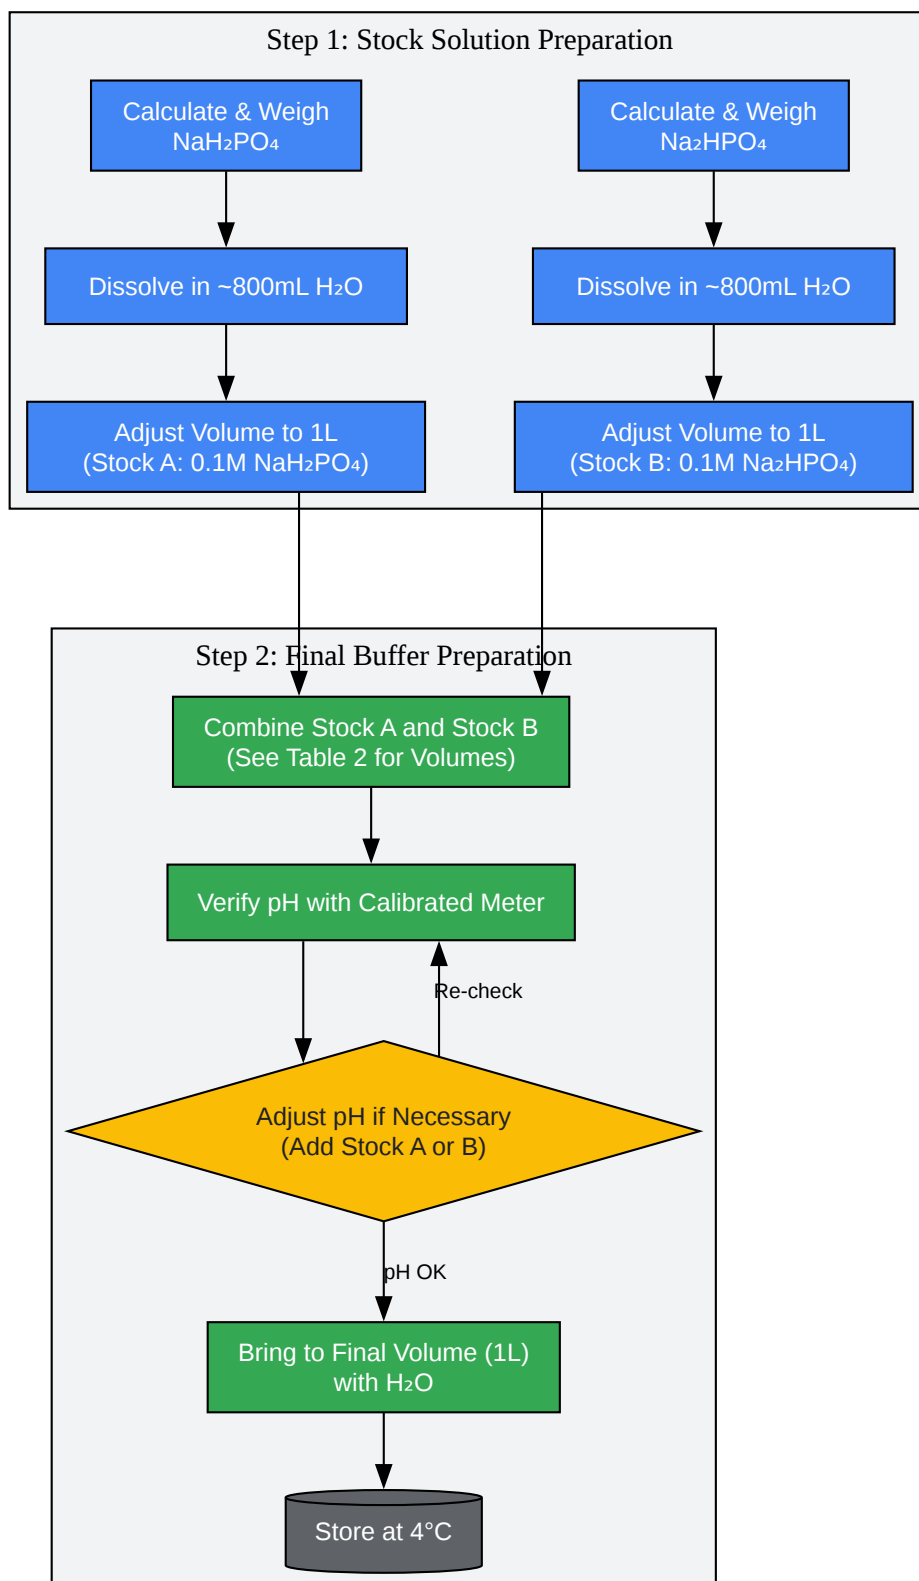 Step 1: Stock Solution Preparation
Calculate & Weigh
NaH₂PO₄
Calculate & Weigh
Na₂HPO₄
Dissolve in ~800mL H₂O
Dissolve in ~800mL H₂O
Adjust Volume to 1L
(Stock A: 0.1M NaH₂PO₄)
Adjust Volume to 1L
(Stock B: 0.1M Na₂HPO₄)
Step 2: Final Buffer Preparation
Combine Stock A and Stock B
(See Table 2 for Volumes)
Verify pH with Calibrated Meter
Re-check
Adjust pH if Necessary
(Add Stock A or B)
pH OK
Bring to Final Volume (1L)
with H₂O
Store at 4°C